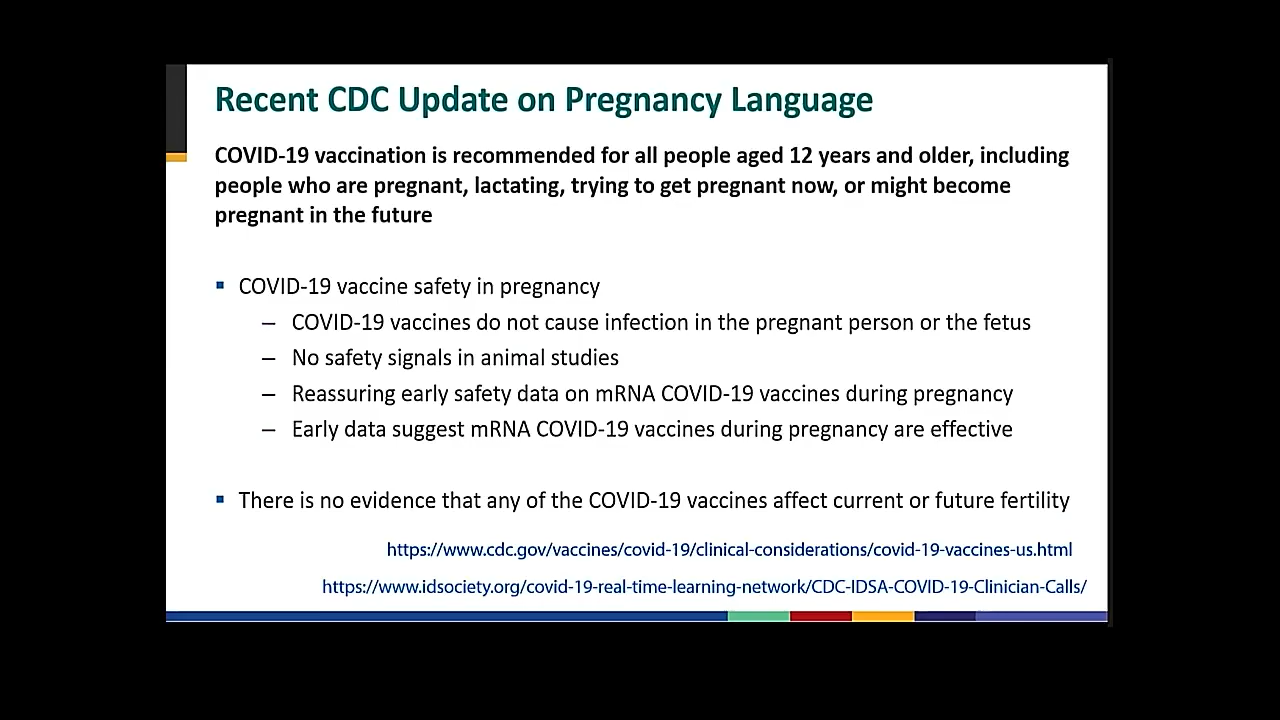 Recent CDC Update on Pregnancy Language
COVID-19 vaccination is recommended for all people aged 12 years and older, including
people who are pregnant, lactating, trying to get pregnant now, or might become
pregnant in the future
▪ COVID-19 vaccine safety in pregnancy
– COVID-19 vaccines do not cause infection in the pregnant person or the fetus
– No safety signals in animal studies
– Reassuring early safety data on mRNA COVID-19 vaccines during pregnancy
– Early data suggest mRNA COVID-19 vaccines during pregnancy are effective
▪ There is no evidence that any of the COVID-19 vaccines affect current or future fertility
https://www.cdc.gov/vaccines/covid-19/clinical-considerations/covid-19-vaccines-us.html
https://www.idsociety.org/covid-19-real-time-learning-network/CDC-IDSA-COVID-19-Clinician-Calls/